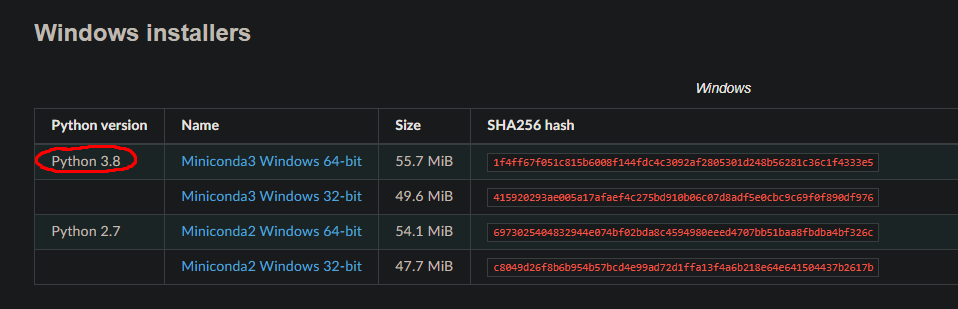 Windows installers
Windows
Python version Name Size SHA256 hash
Python 3.8 Miniconda3 Windows 64-bit 55.7 MiB 1f4ff67f051c815b6008f144fdc4c3092af2805301d248b56281c36c1f4333e5
Miniconda3 Windows 32-bit 49.6 MiB 415920293ae005a17afaef4c275bd910b06c07d8adf5e0cbc9c69f0f890df976
Python 2.7 Miniconda2 Windows 64-bit 54.1 MiB 6973025404832944e074bf02bda8c4594980eeed4707bb51baa8fbdba4bf326c
Miniconda2 Windows 32-bit 47.7 MiB c8049d26f8b6b954b57bcd4e99ad72d1ffa13f4a6b218e64e641504437b2617b